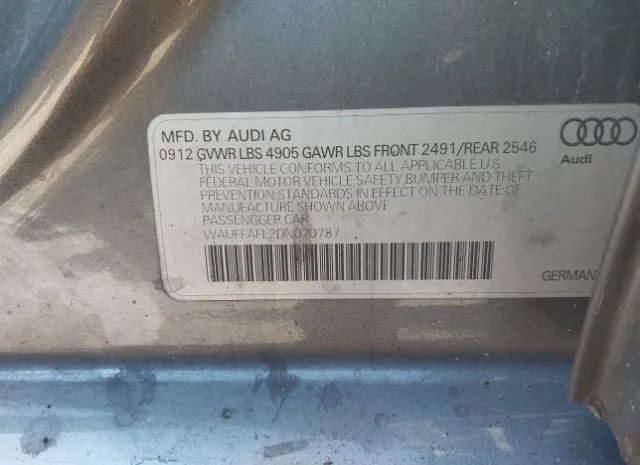 MFD. BY AUDI AG
0912 GVWR LBS 4905 GAWR LBS FRONT 2491/REAR 2546
THIS VEHICLE CONFORMS TO ALL APPLICABLE U S
FEDERAL MOTOR VEHICLE SAFETY BUMPER AND THEFT
PREVENTION STANDARDS IN EFFECT ON THE DATE OF
MANUFACTURE SHOWN ABOVE
PASSENGGER CAR
WAUFFAFL2DN020787
Audi
GERMAN